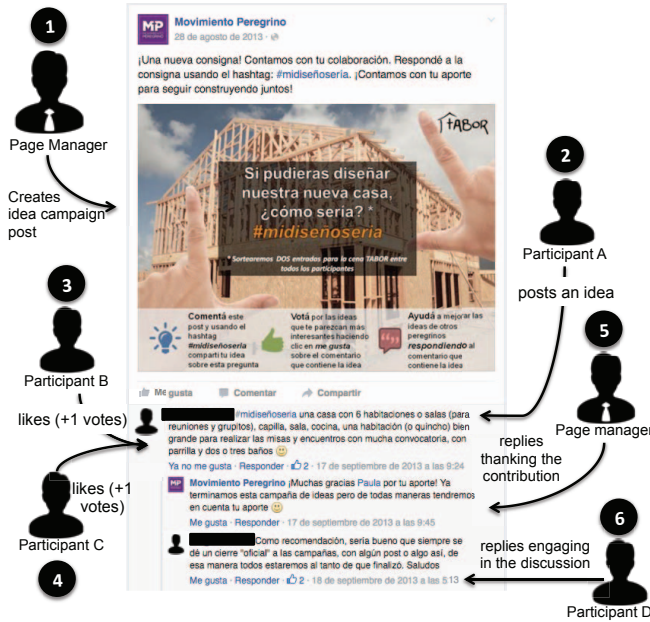 1
Page Manager
Creates
idea campaign
post
MP
Movimiento Peregrino
28 de agosto de 2013 ·
¡Una nueva consigna! Contamos con tu colaboración. Respondé a la
consigna usando el hashtag: #midiseñosería. ¡Contamos con tu aporte
para seguir construyendo juntos!
TABOR
Si pudieras diseñar
nuestra nueva casa,
¿cómo sería? *
#midiseñosería
* Sortearemos DOS entradas para la cena TABOR entre
todos los participantes
Comentá este
post y usando el
hashtag
#midiseñosería
compartí tu idea
sobre esta pregunta
Votá por las ideas
que te parezcan más
interesantes haciendo
clic en me gusta
sobre el comentario
que contiene la idea
Ayudá a mejorar las
ideas de otros
peregrinos
respondiendo al
comentario que
contiene la idea
Me gusta Comentar Compartir
2
Participant A
posts an idea
3
Participant B
likes (+1 votes)
#midiseñoseria una casa con 6 habitaciones o salas (para
reuniones y grupitos), capilla, sala, cocina, una habitación (o quincho) bien
grande para realizar las misas y encuentros con mucha convocatoria, con
parrilla y dos o tres baños
Ya no me gusta · Responder · 2 · 17 de septiembre de 2013 a las 9:24
likes (+1
votes)
Participant C
4
5
Page manager
replies
thanking the
contribution
MP
Movimiento Peregrino ¡Muchas gracias Paula por tu aporte! Ya
terminamos esta campaña de ideas pero de todas maneras tendremos
en cuenta tu aporte
Me gusta · Responder · 17 de septiembre de 2013 a las 9:45
Como recomendación, sería bueno que siempre se
dé un cierre "oficial" a las campañas, con algún post o algo así, de
esa manera todos estaremos al tanto de que finalizó. Saludos
Me gusta · Responder · 2 · 18 de septiembre de 2013 a las 5:13
6
replies engaging
in the discussion
Participant D